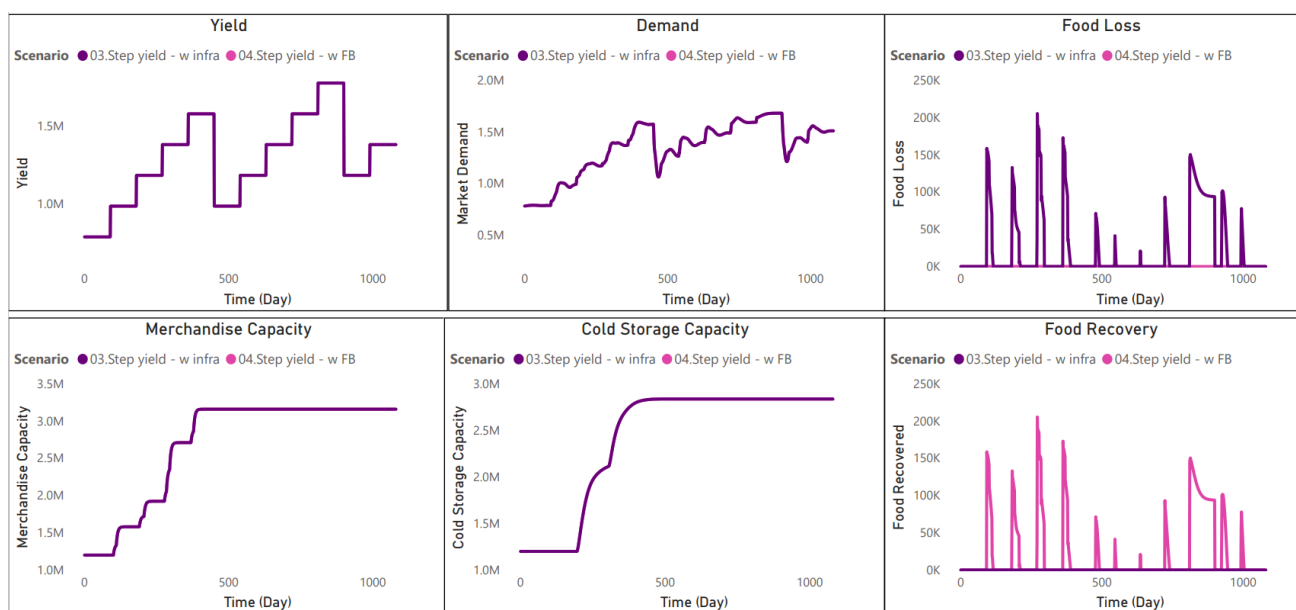 Yield
Scenario 03.Step yield - w infra 04.Step yield - w FB
1.5M
1.0M
Yield
0
500
1000
Time (Day)
Demand
Scenario 03.Step yield - w infra 04.Step yield - w FB
2.0M
1.5M
1.0M
0.5M
Market Demand
0
500
1000
Time (Day)
Food Loss
Scenario 03.Step yield - w infra 04.Step yield - w FB
250K
200K
150K
100K
50K
0K
Food Loss
0
500
1000
Time (Day)
Merchandise Capacity
Scenario 03.Step yield - w infra 04.Step yield - w FB
3.5M
3.0M
2.5M
2.0M
1.5M
1.0M
Merchandise Capacity
0
500
1000
Time (Day)
Cold Storage Capacity
Scenario 03.Step yield - w infra 04.Step yield - w FB
3.0M
2.5M
2.0M
1.5M
1.0M
Cold Storage Capacity
0
500
1000
Time (Day)
Food Recovery
Scenario 03.Step yield - w infra 04.Step yield - w FB
250K
200K
150K
100K
50K
0K
Food Recovered
0
500
1000
Time (Day)